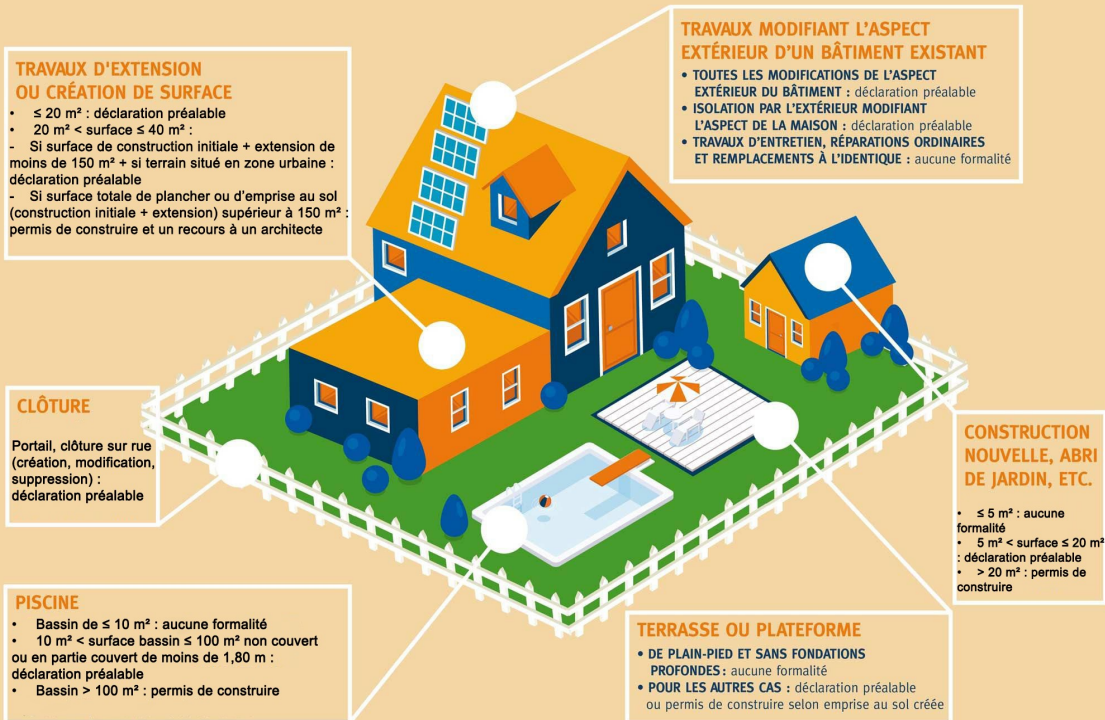 TRAVAUX D'EXTENSION
OU CRÉATION DE SURFACE
• ≤ 20 m² : déclaration préalable
• 20 m² < surface ≤ 40 m² :
- Si surface de construction initiale + extension de
moins de 150 m² + si terrain situé en zone urbaine :
déclaration préalable
- Si surface totale de plancher ou d'emprise au sol
(construction initiale + extension) supérieur à 150 m² :
permis de construire et un recours à un architecte
TRAVAUX MODIFIANT L'ASPECT
EXTÉRIEUR D'UN BÂTIMENT EXISTANT
• TOUTES LES MODIFICATIONS DE L'ASPECT
EXTÉRIEUR DU BÂTIMENT : déclaration préalable
• ISOLATION PAR L'EXTÉRIEUR MODIFIANT
L'ASPECT DE LA MAISON : déclaration préalable
• TRAVAUX D'ENTRETIEN, RÉPARATIONS ORDINAIRES
ET REMPLACEMENTS À L'IDENTIQUE : aucune formalité
CLÔTURE
Portail, clôture sur rue
(création, modification,
suppression) :
déclaration préalable
CONSTRUCTION
NOUVELLE, ABRI
DE JARDIN, ETC.
• ≤ 5 m² : aucune
formalité
• 5 m² < surface ≤ 20 m²
: déclaration préalable
• > 20 m² : permis de
construire
PISCINE
• Bassin de ≤ 10 m² : aucune formalité
• 10 m² < surface bassin ≤ 100 m² non couvert
ou en partie couvert de moins de 1,80 m :
déclaration préalable
• Bassin > 100 m² : permis de construire
TERRASSE OU PLATEFORME
• DE PLAIN-PIED ET SANS FONDATIONS
PROFONDES : aucune formalité
• POUR LES AUTRES CAS : déclaration préalable
ou permis de construire selon emprise au sol créée